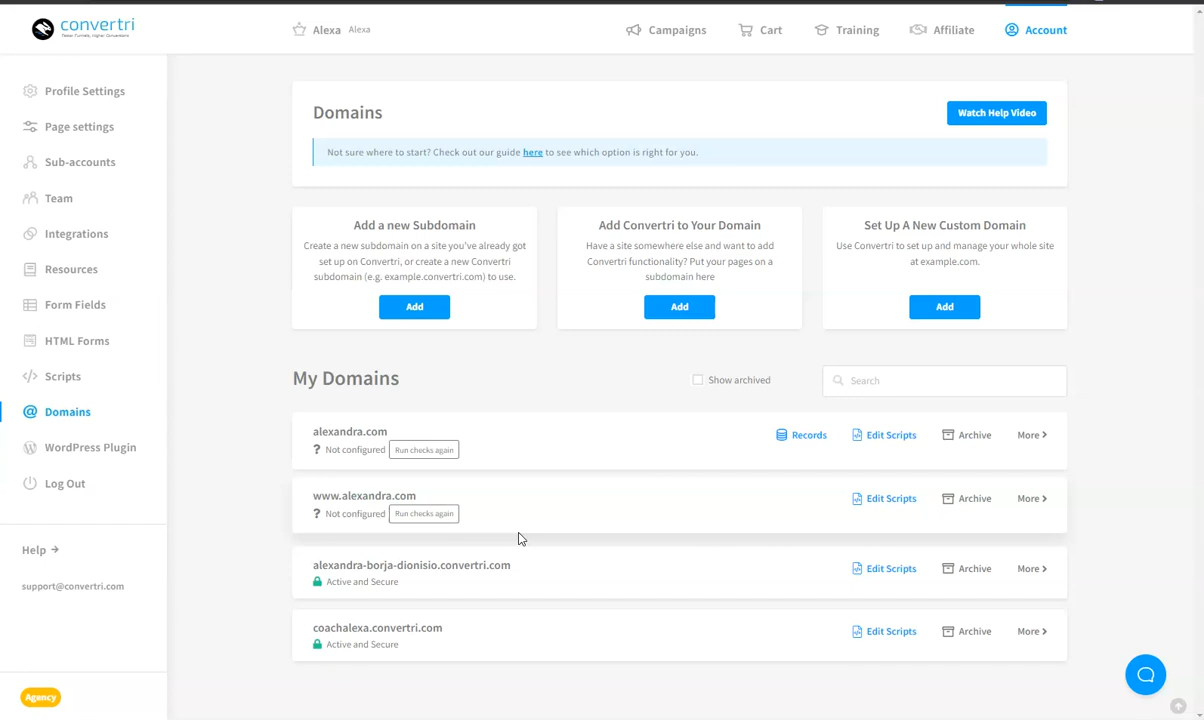 convertri
Faster Funnels, Higher Conversions
Alexa Alexa
Campaigns
Cart
Training
Affiliate
Account
Profile Settings
Page settings
Sub-accounts
Team
Integrations
Resources
Form Fields
HTML Forms
Scripts
Domains
WordPress Plugin
Log Out
Help
support@convertri.com
Agency
Domains
Watch Help Video
Not sure where to start? Check out our guide here to see which option is right for you.
Add a new Subdomain
Create a new subdomain on a site you've already got
set up on Convertri, or create a new Convertri
subdomain (e.g. example.convertri.com) to use.
Add
Add Convertri to Your Domain
Have a site somewhere else and want to add
Convertri functionality? Put your pages on a
subdomain here
Add
Set Up A New Custom Domain
Use Convertri to set up and manage your whole site
at example.com.
Add
My Domains
Show archived
Search
alexandra.com
? Not configured Run checks again
Records Edit Scripts Archive More
www.alexandra.com
? Not configured Run checks again
Edit Scripts Archive More
alexandra-borja-dionisio.convertri.com
Active and Secure
Edit Scripts Archive More
coachalexa.convertri.com
Active and Secure
Edit Scripts Archive More